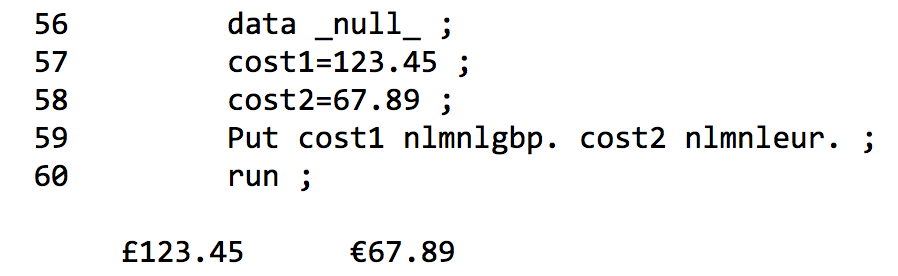 56 data _null_ ;
57 cost1=123.45 ;
58 cost2=67.89 ;
59 Put cost1 nlmnlgbp. cost2 nlmnleur. ;
60 run ;
£123.45 €67.89